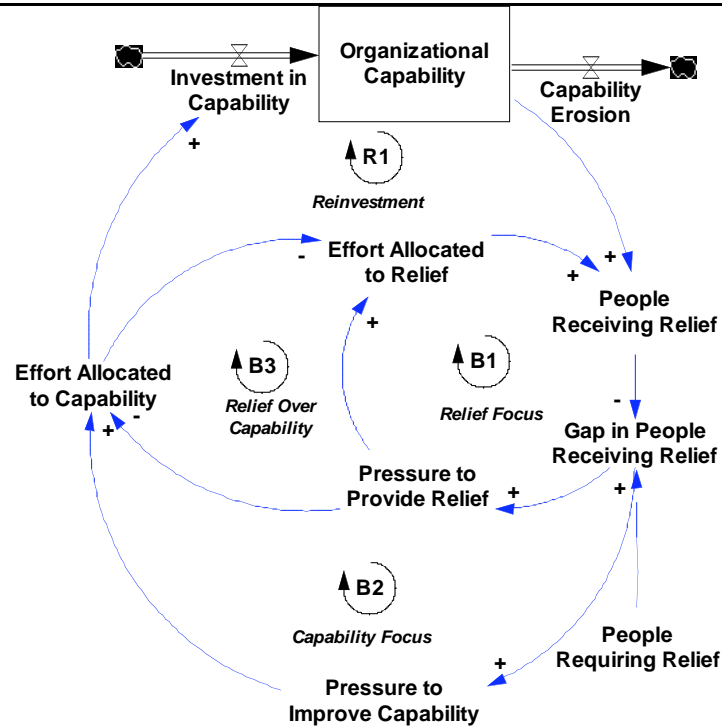 Organizational
Capability
Investment in
Capability
Capability
Erosion
+
R1
Reinvestment
-
Effort Allocated
to Relief
+
+
People
Receiving Relief
+
B3
Relief Over
Capability
B1
Relief Focus
Effort Allocated
to Capability
-
+
-
Gap in People
Receiving Relief
Pressure to
Provide Relief
+
+
B2
Capability Focus
People
Requiring Relief
+
Pressure to
Improve Capability